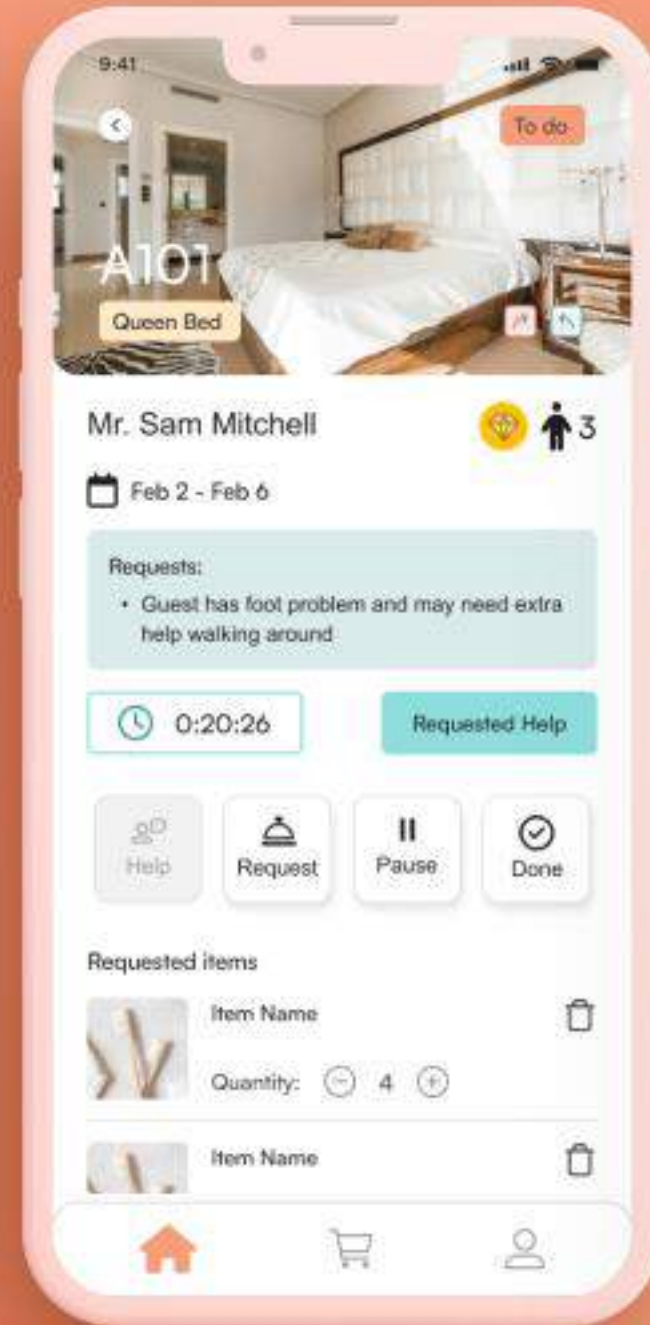 9:41
To do
A101
Queen Bed
Mr. Sam Mitchell
3
Feb 2 - Feb 6
Requests:
• Guest has foot problem and may need extra
help walking around
0:20:26
Requested Help
Help
Request
Pause
Done
Requested items
Item Name
Quantity: 4
Item Name